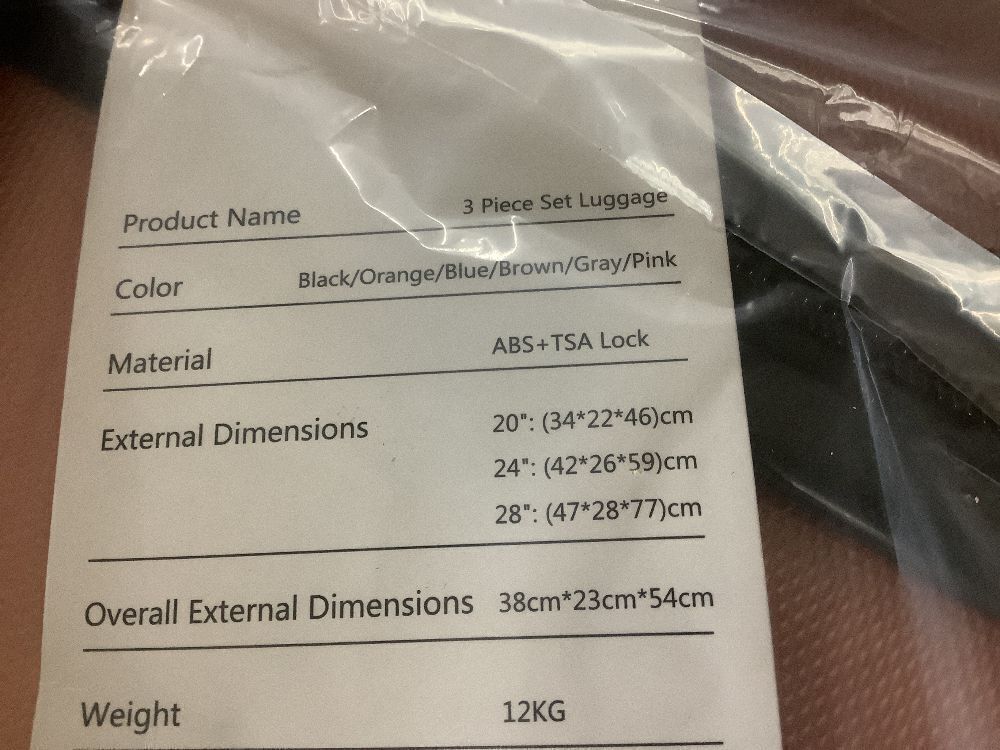 Product Name 3 Piece Set Luggage
Color Black/Orange/Blue/Brown/Gray/Pink
Material ABS+TSA Lock
External Dimensions 20": (34*22*46)cm
24": (42*26*59)cm
28": (47*28*77)cm
Overall External Dimensions 38cm*23cm*54cm
Weight 12KG